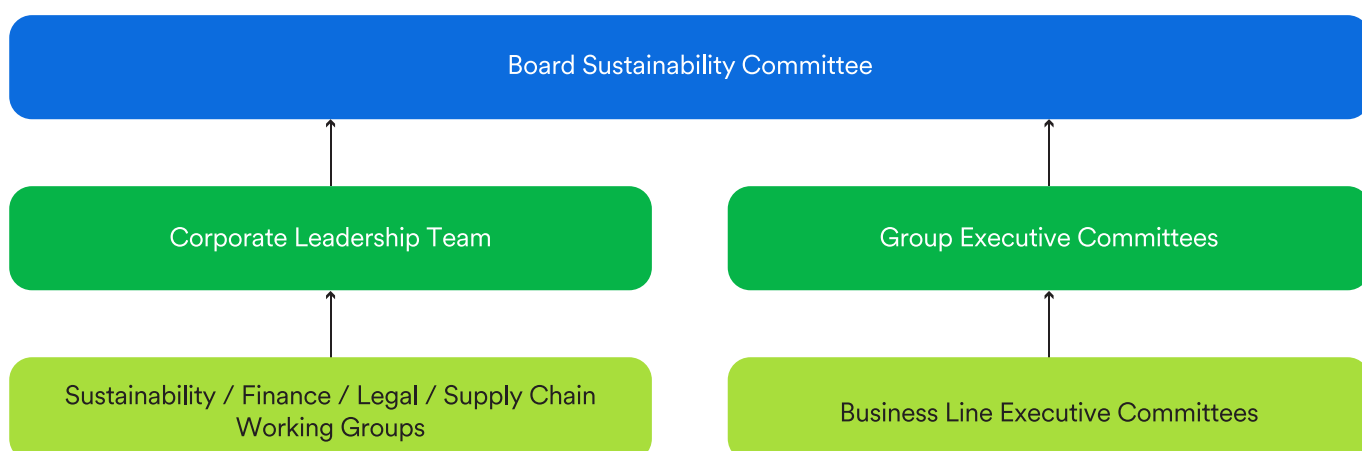 Board Sustainability Committee
Corporate Leadership Team
Group Executive Committees
Sustainability / Finance / Legal / Supply Chain
Working Groups
Business Line Executive Committees